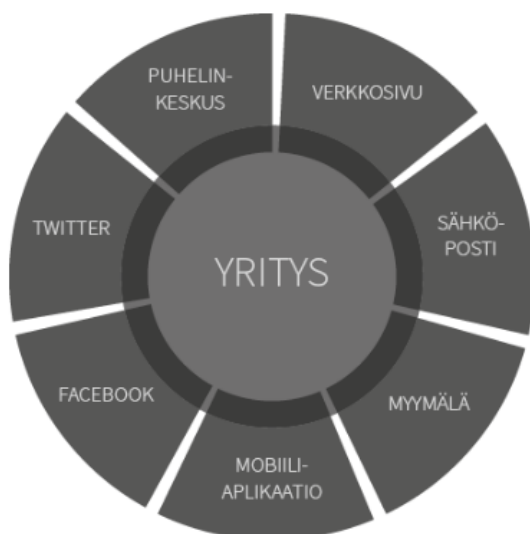 PUHELIN-
KESKUS
VERKKOSIVU
SÄHKÖ-
POSTI
MYYMÄLÄ
MOBIILI-
APLIKAATIO
FACEBOOK
TWITTER
YRITYS